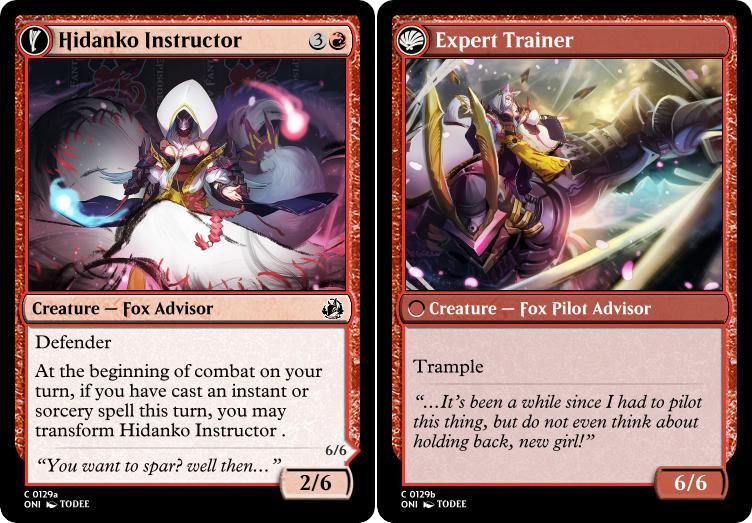 Hidanko Instructor 3
Creature — Fox Advisor
Defender
At the beginning of combat on your
turn, if you have cast an instant or
sorcery spell this turn, you may
transform Hidanko Instructor .
6/6
“You want to spar? well then…”
2/6
C 0129a
ONI TODEE
Expert Trainer
Creature — Fox Pilot Advisor
Trample
“…It’s been a while since I had to pilot
this thing, but do not even think about
holding back, new girl!”
6/6
C 0129b
ONI TODEE